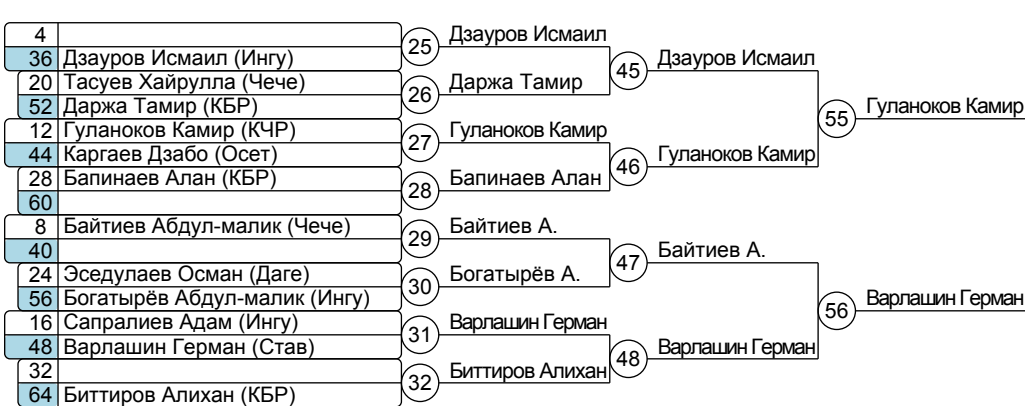 4
36 Дзауров Исмаил (Ингу)
20 Тасуев Хайрулла (Чече)
52 Даржа Тамир (КБР)
12 Гуланоков Камир (КЧР)
44 Каргаев Дзабо (Осет)
28 Бапинаев Алан (КБР)
60
8 Байтиев Абдул-малик (Чече)
40
24 Эседулаев Осман (Даге)
56 Богатырёв Абдул-малик (Ингу)
16 Сапралиев Адам (Ингу)
48 Варлашин Герман (Став)
32
64 Биттиров Алихан (КБР)
25 Дзауров Исмаил
26 Даржа Тамир
27 Гуланоков Камир
28 Бапинаев Алан
29 Байтиев А.
30 Богатырёв А.
31 Варлашин Герман
32 Биттиров Алихан
45 Дзауров Исмаил
46 Гуланоков Камир
47 Байтиев А.
48 Варлашин Герман
55 Гуланоков Камир
56 Варлашин Герман